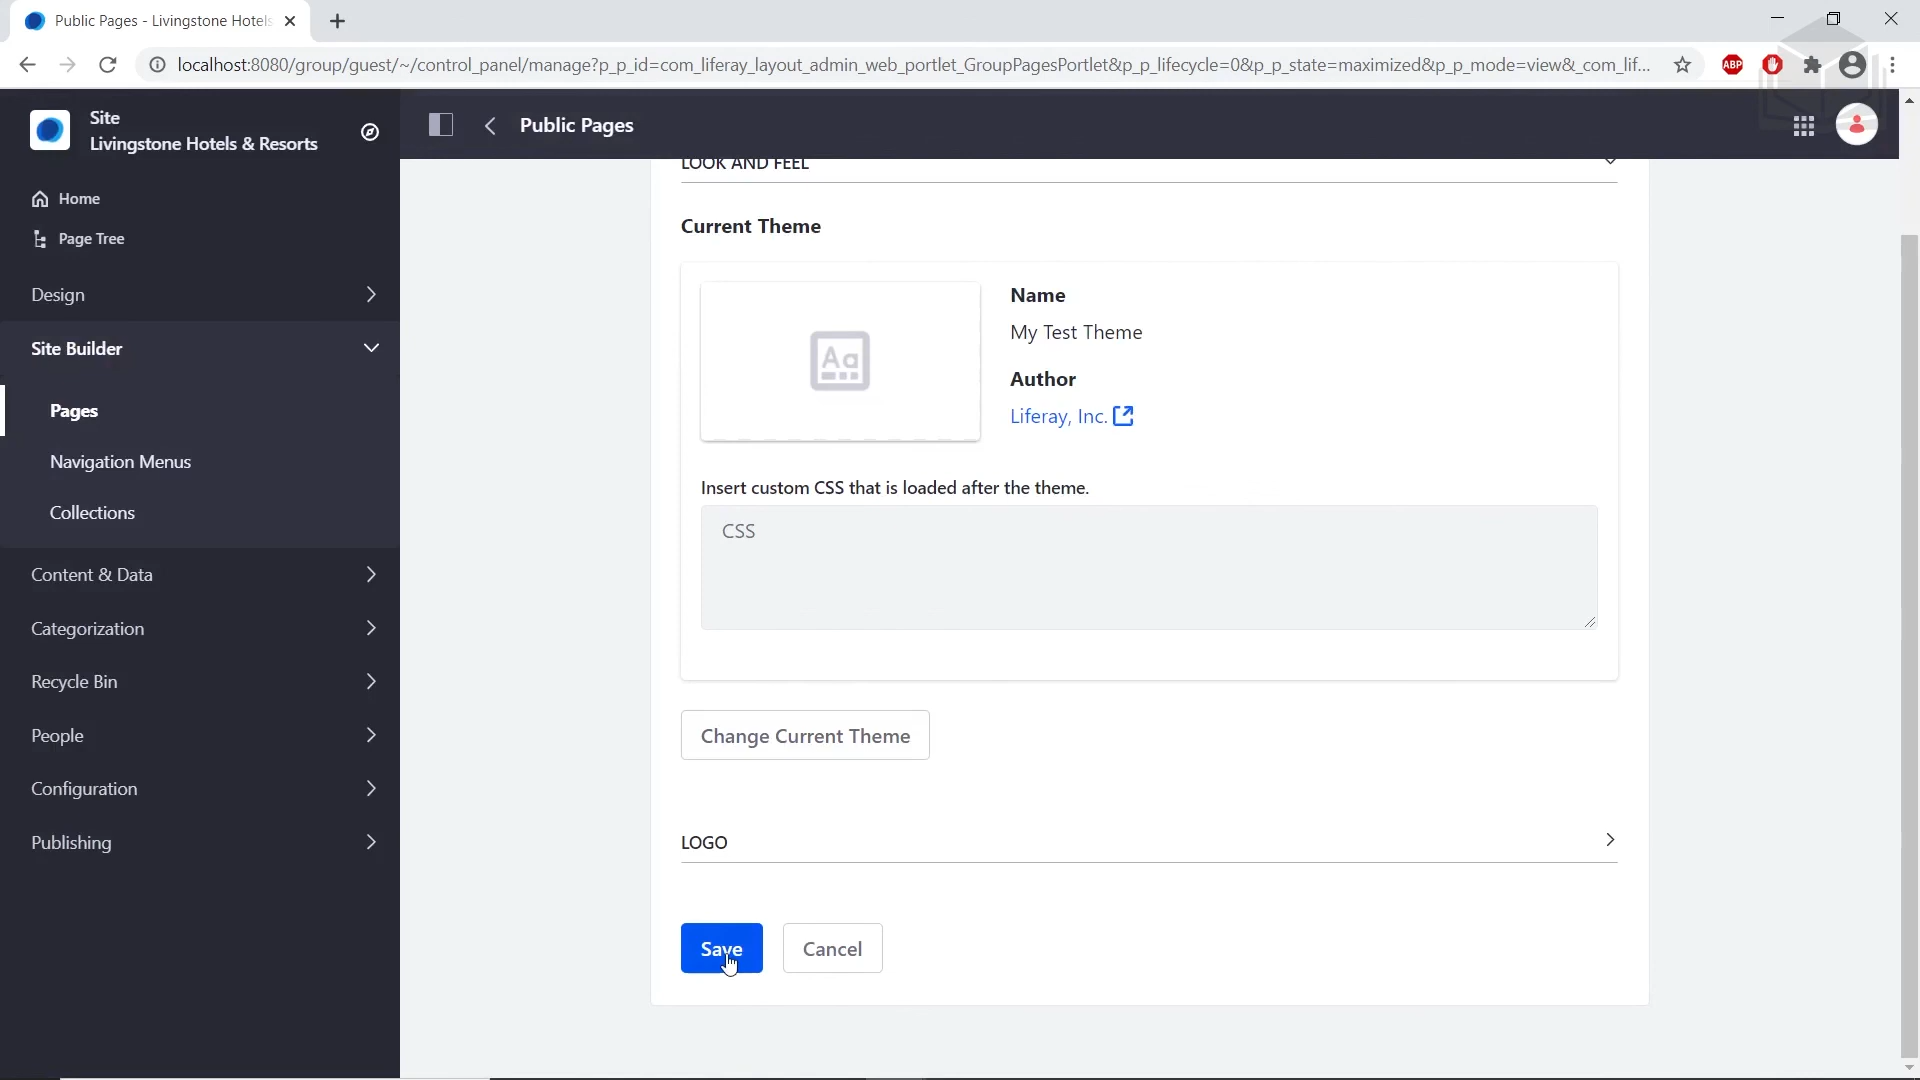 Public Pages - Livingstone Hotels
localhost:8080/group/guest/~/control_panel/manage?p_p_id=com_liferay_layout_admin_web_portlet_GroupPagesPortlet&p_p_lifecycle=0&p_p_state=maximized&p_p_mode=view&_com_lif...
ABP
Site
Livingstone Hotels & Resorts
Public Pages
Home
Page Tree
Design
Site Builder
Pages
Navigation Menus
Collections
Content & Data
Categorization
Recycle Bin
People
Configuration
Publishing
LOOK AND FEEL
Current Theme
Aa
Name
My Test Theme
Author
Liferay, Inc.
Insert custom CSS that is loaded after the theme.
CSS
Change Current Theme
LOGO
Save
Cancel